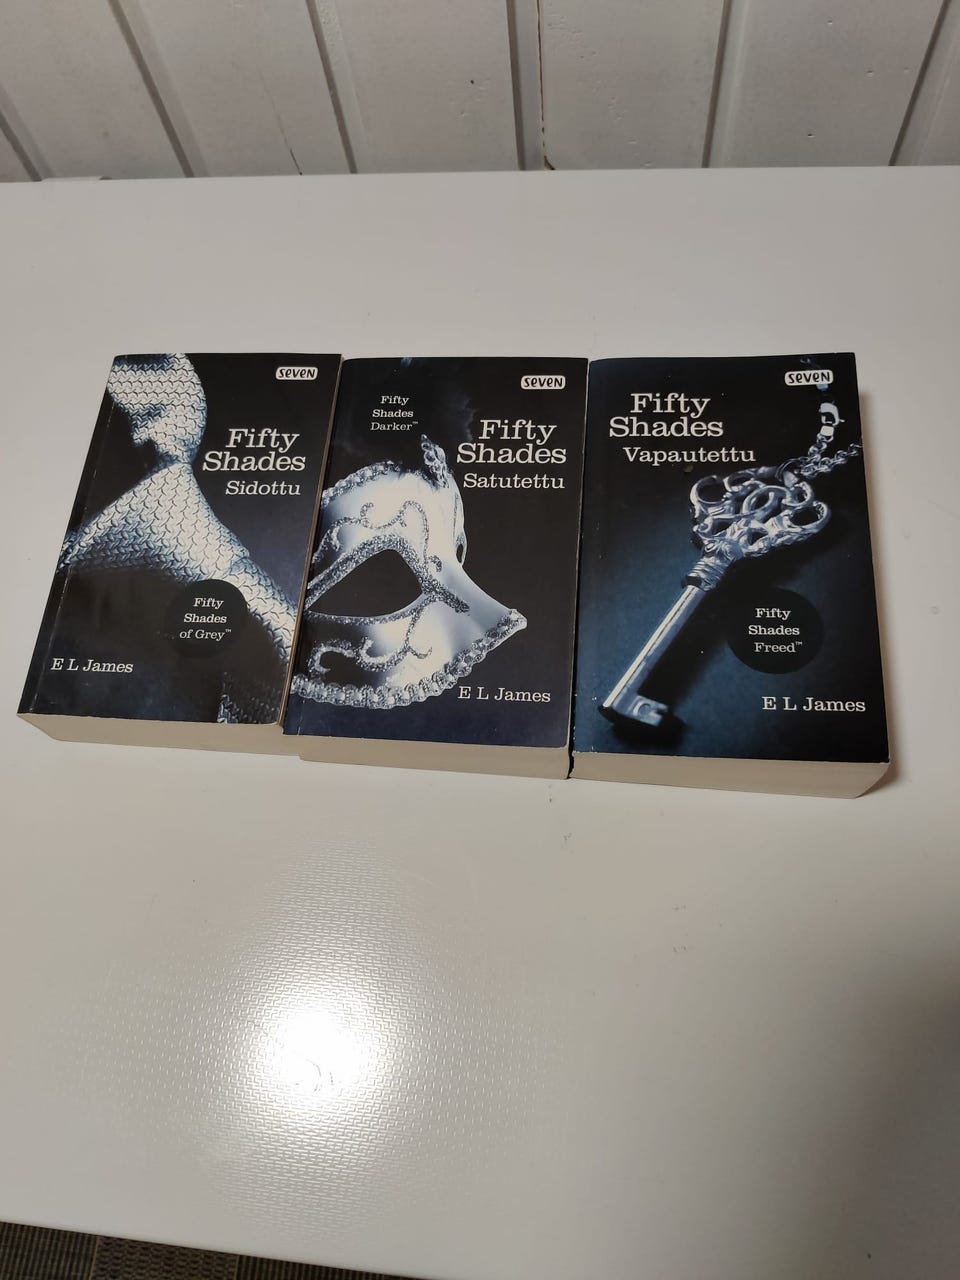 seven
Fifty
Shades
Sidottu
Fifty
Shades
of Grey™
E L James
seven
Fifty
Shades
Darker™
Fifty
Shades
Satutettu
E L James
seven
Fifty
Shades
Vapautettu
Fifty
Shades
Freed™
E L James